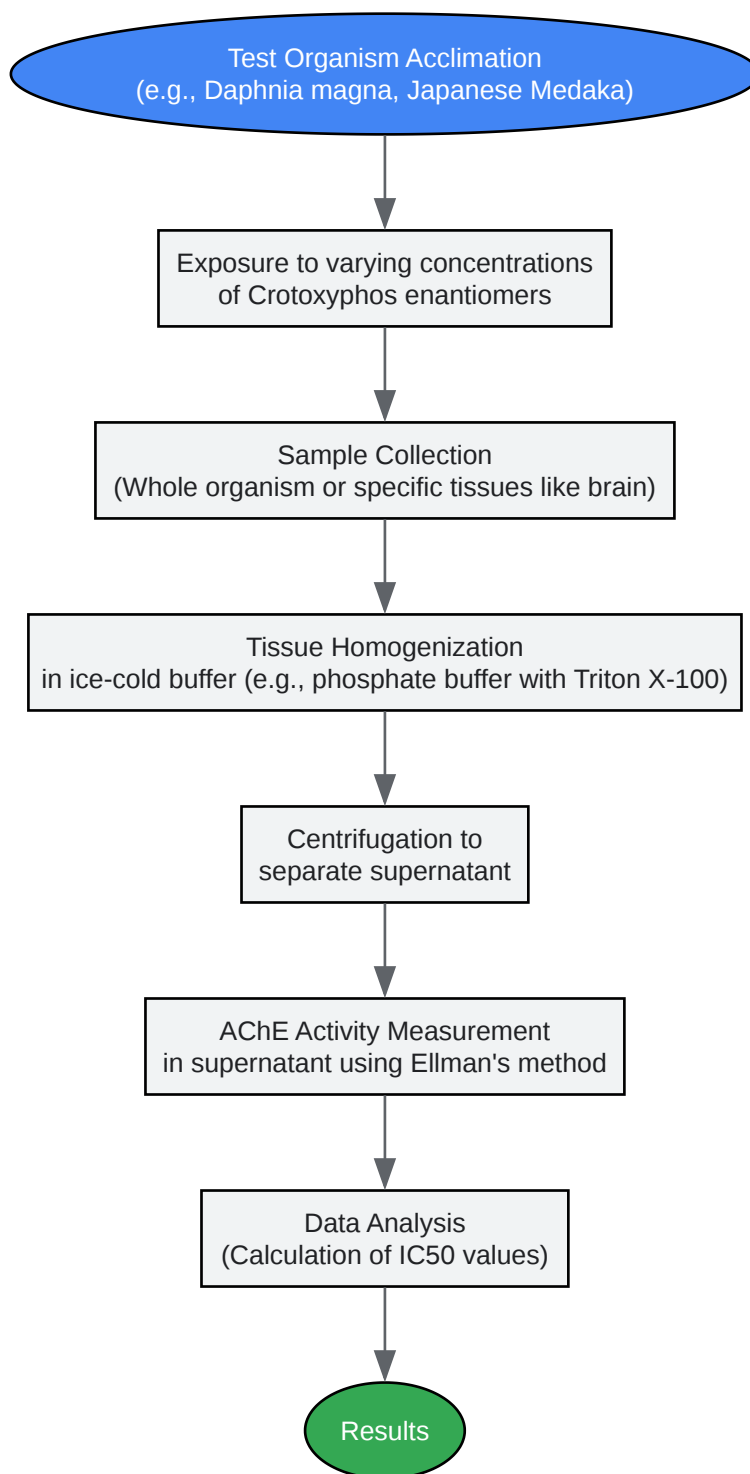 Test Organism Acclimation
(e.g., Daphnia magna, Japanese Medaka)
Exposure to varying concentrations
of Crotoxyphos enantiomers
Sample Collection
(Whole organism or specific tissues like brain)
Tissue Homogenization
in ice-cold buffer (e.g., phosphate buffer with Triton X-100)
Centrifugation to
separate supernatant
AChE Activity Measurement
in supernatant using Ellman's method
Data Analysis
(Calculation of IC50 values)
Results